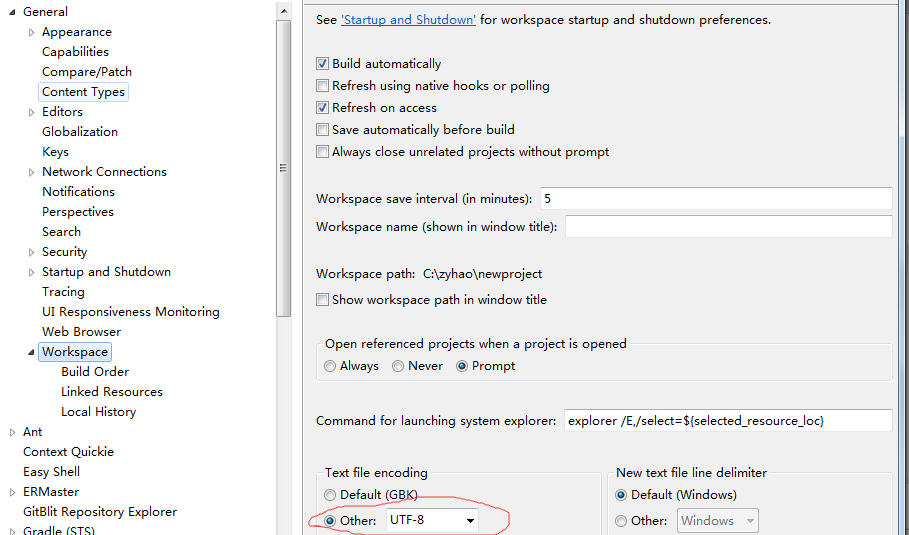 General
Appearance
Capabilities
Compare/Patch
Content Types
Editors
Globalization
Keys
Network Connections
Notifications
Perspectives
Search
Security
Startup and Shutdown
Tracing
UI Responsiveness Monitoring
Web Browser
Workspace
Build Order
Linked Resources
Local History
Ant
Context Quickie
Easy Shell
ERMaster
GitBlit Repository Explorer
Gradle (STS)
See 'Startup and Shutdown' for workspace startup and shutdown preferences.
Build automatically
Refresh using native hooks or polling
Refresh on access
Save automatically before build
Always close unrelated projects without prompt
Workspace save interval (in minutes): 5
Workspace name (shown in window title):
Workspace path: C:\zyhao\newproject
Show workspace path in window title
Open referenced projects when a project is opened
Always Never Prompt
Command for launching system explorer: explorer /E,/select=${selected_resource_loc}
Text file encoding
Default (GBK)
Other: UTF-8
New text file line delimiter
Default (Windows)
Other: Windows